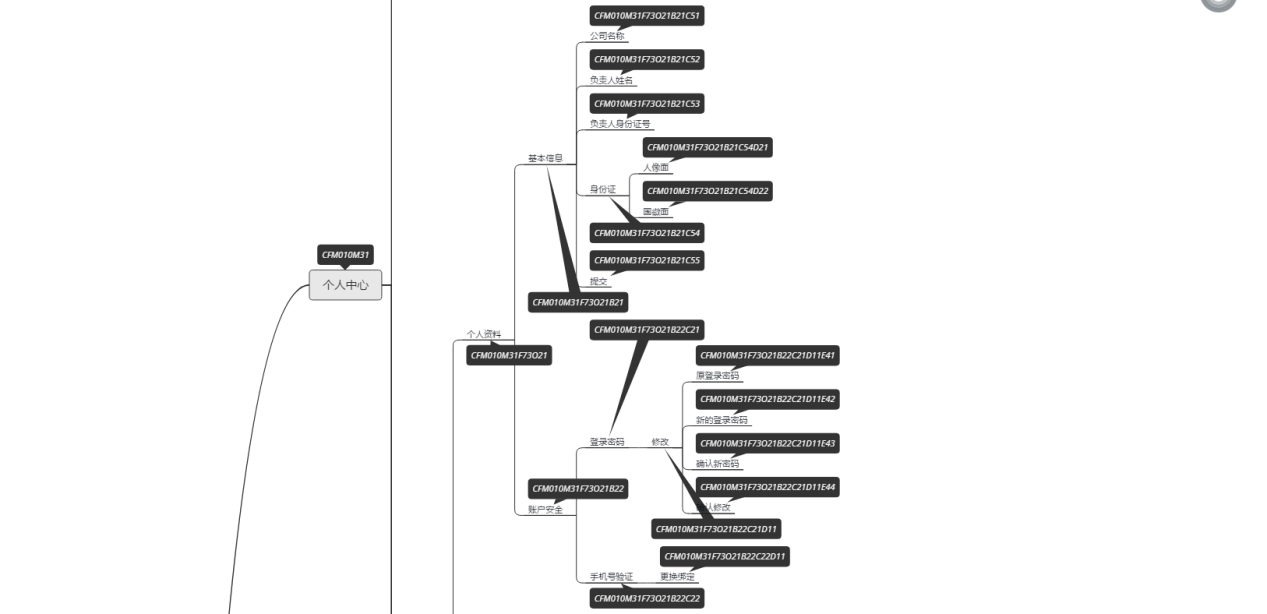 CFM010M31F73O21B21C51
公司名称
CFM010M31F73O21B21C52
负责人姓名
CFM010M31F73O21B21C53
负责人身份证号
CFM010M31F73O21B21C54D21
基本信息
人像面
身份证
CFM010M31F73O21B21C54D22
国徽面
CFM010M31F73O21B21C54
CFM010M31
CFM010M31F73O21B21C55
个人中心
提交
CFM010M31F73O21B21
CFM010M31F73O21B22C21
个人资料
CFM010M31F73O21
CFM010M31F73O21B22C21D11E41
原登录密码
CFM010M31F73O21B22C21D11E42
新的登录密码
登录密码
修改
CFM010M31F73O21B22C21D11E43
确认新密码
CFM010M31F73O21B22
CFM010M31F73O21B22C21D11E44
账户安全
认修改
CFM010M31F73O21B22C21D11
CFM010M31F73O21B22C22D11
手机号验证
更换绑定
CFM010M31F73O21B22C22